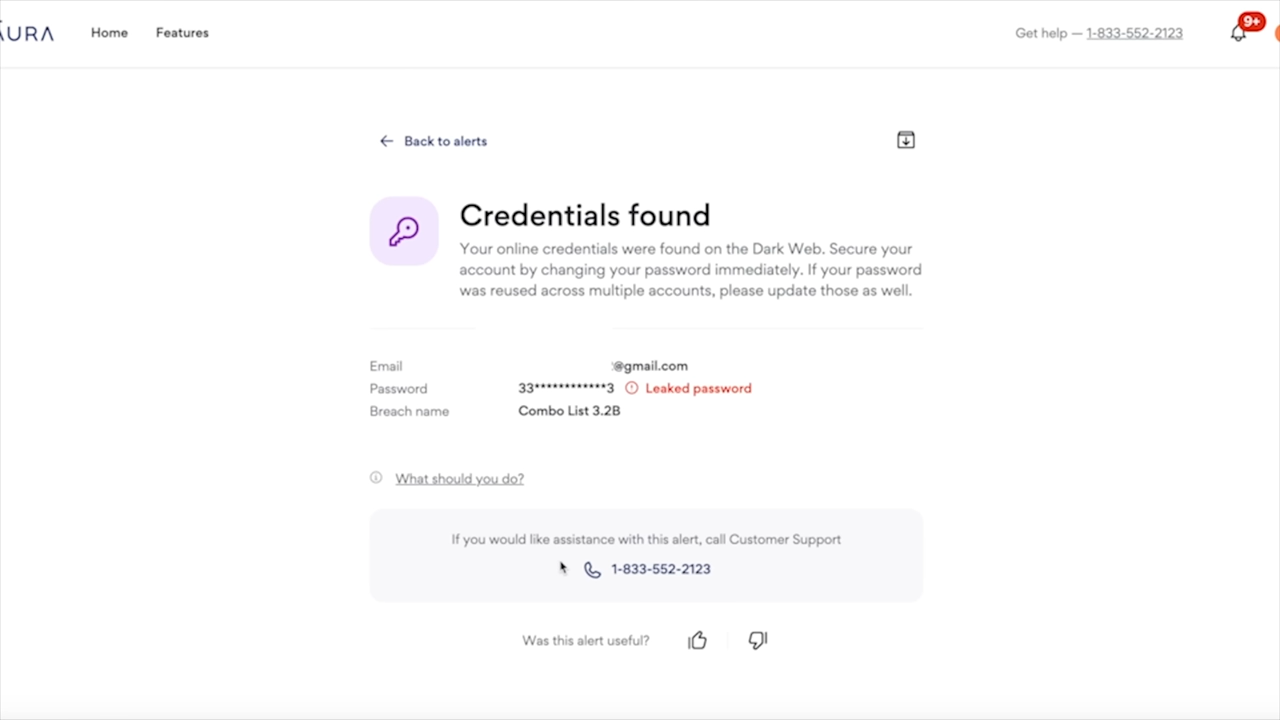 AURA
Home
Features
Get help — 1-833-552-2123
9+
Back to alerts
Credentials found
Your online credentials were found on the Dark Web. Secure your
account by changing your password immediately. If your password
was reused across multiple accounts, please update those as well.
Email @gmail.com
Password 33************3 Leaked password
Breach name Combo List 3.2B
What should you do?
If you would like assistance with this alert, call Customer Support
1-833-552-2123
Was this alert useful?